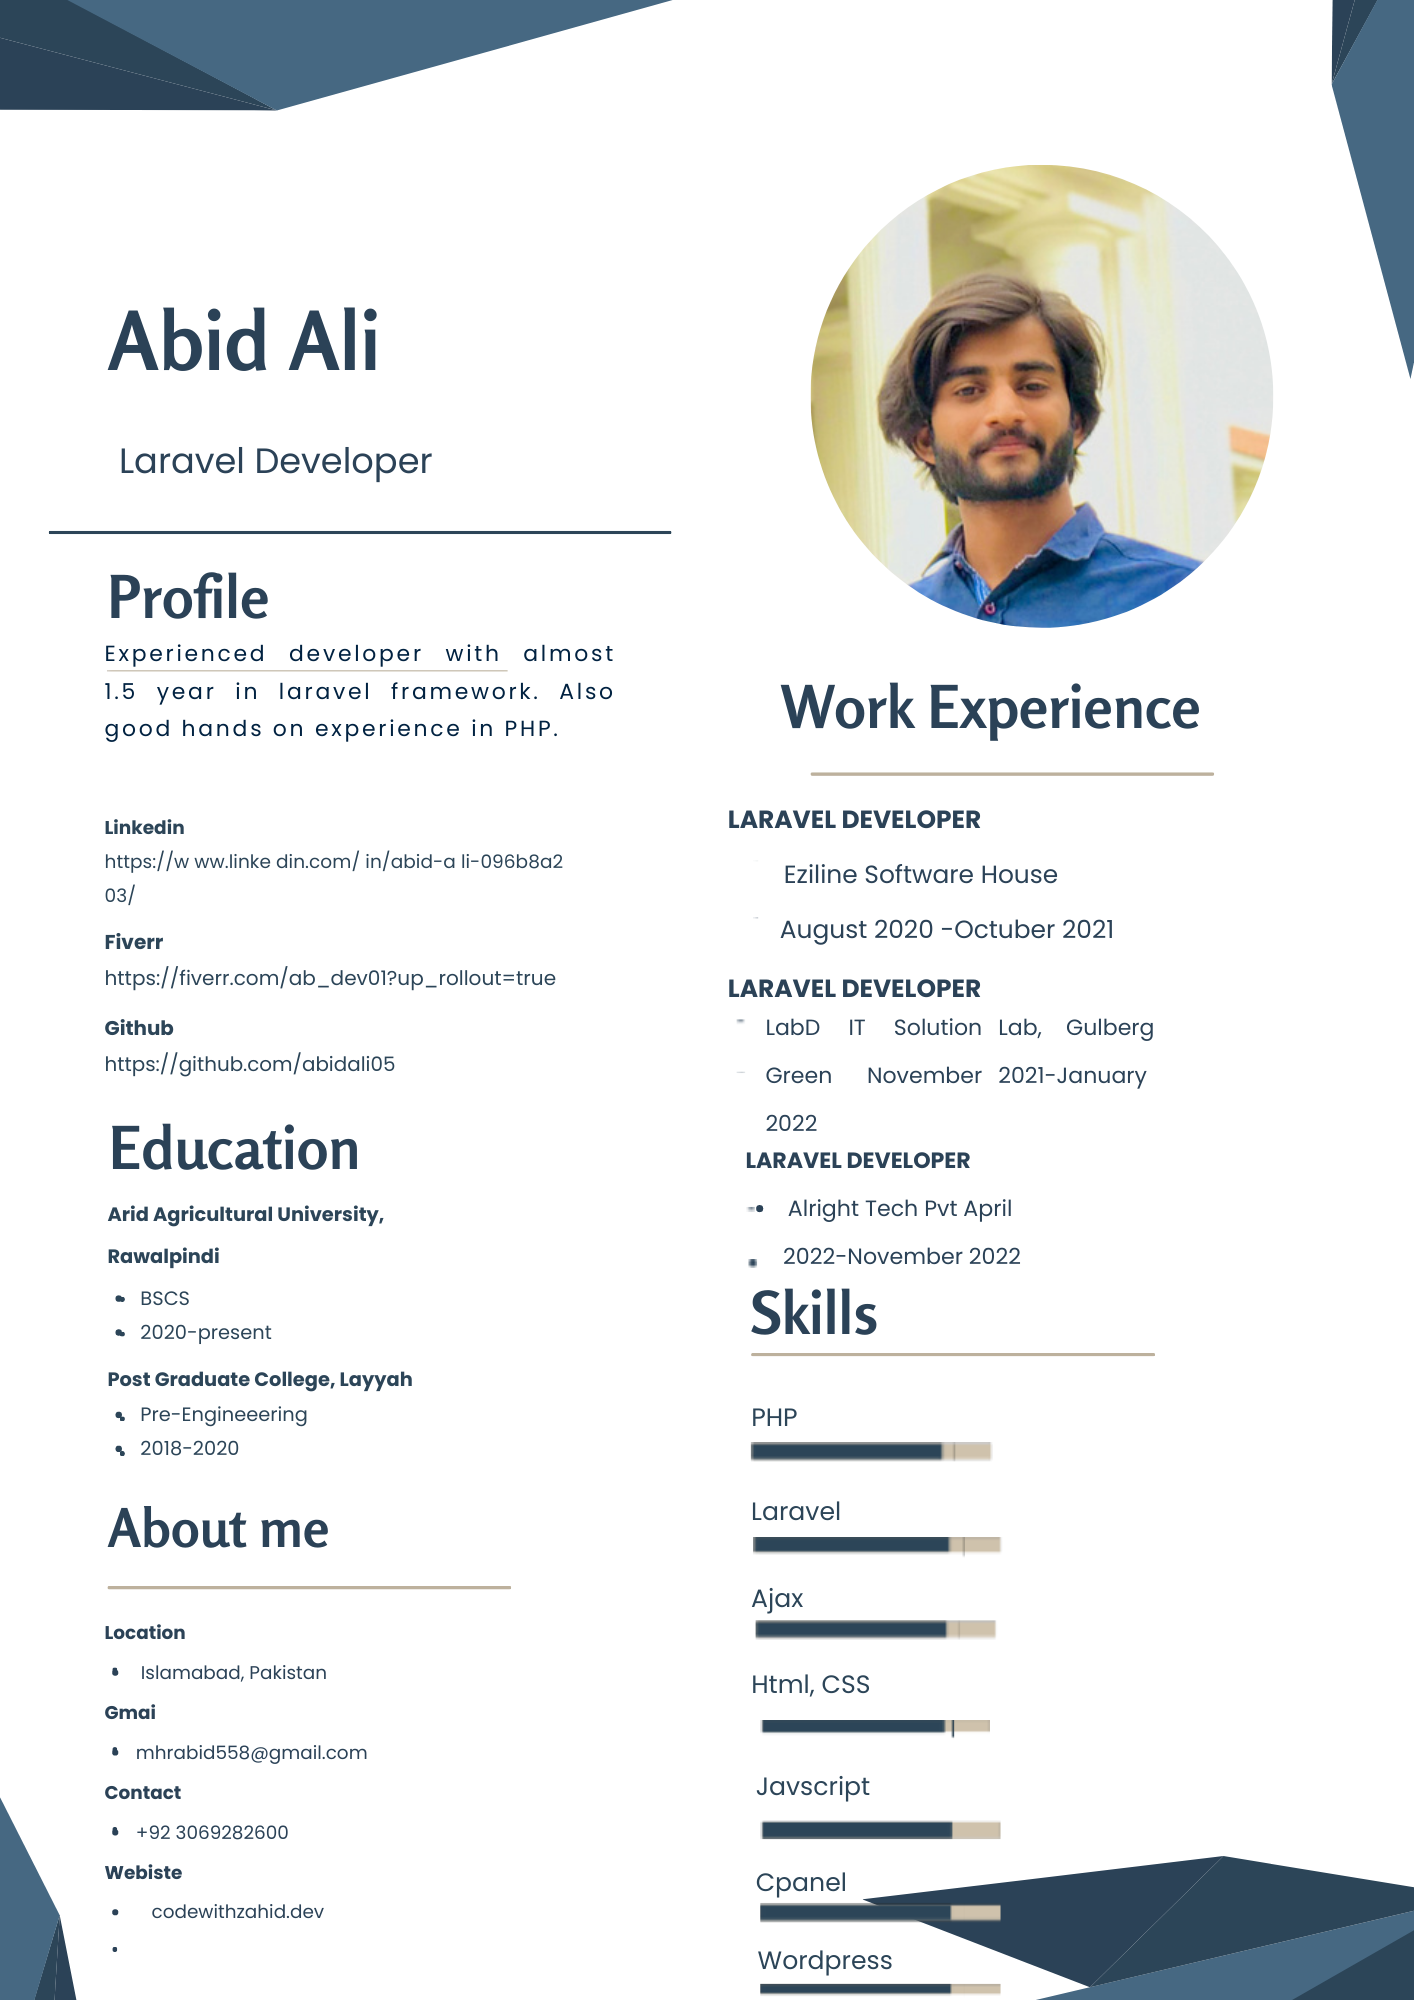 Abid Ali
Laravel Developer
Profile
Experienced developer with almost
1.5 year in laravel framework. Also
good hands on experience in PHP.
Linkedin
https://w ww.linke din.com/ in/abid-a li-096b8a2
03/
Fiverr
https://fiverr.com/ab_dev01?up_rollout=true
Github
https://github.com/abidali05
Education
Arid Agricultural University,
Rawalpindi
BSCS
2020-present
Post Graduate College, Layyah
Pre-Engineeering
2018-2020
About me
Location
Islamabad, Pakistan
Gmai
mhrabid558@gmail.com
Contact
+92 3069282600
Webiste
codewithzahid.dev
Work Experience
LARAVEL DEVELOPER
Eziline Software House
August 2020 -Octuber 2021
LARAVEL DEVELOPER
LabD IT Solution Lab, Gulberg
Green November 2021-January
2022
LARAVEL DEVELOPER
Alright Tech Pvt April
2022-November 2022
Skills
PHP
Laravel
Ajax
Html, CSS
Javscript
Cpanel
Wordpress